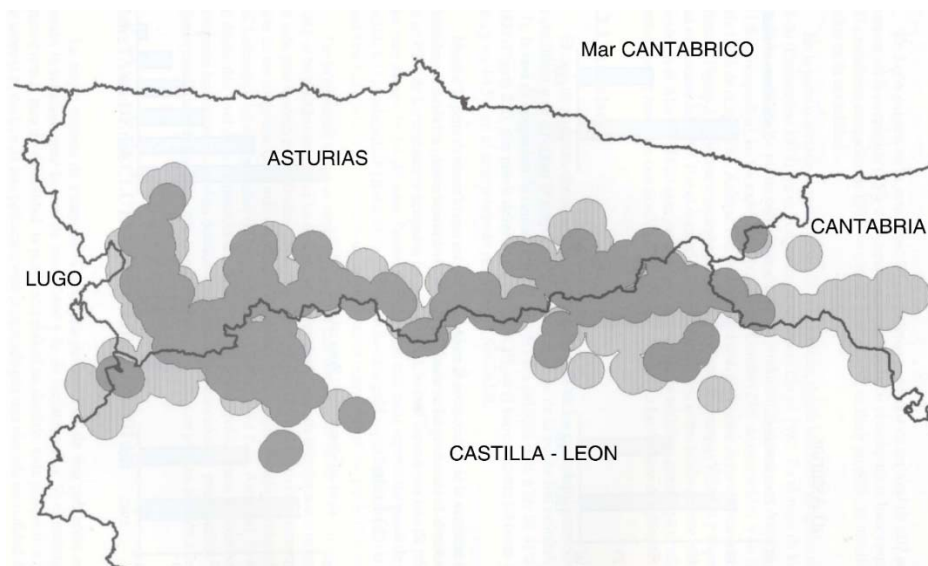 Mar CANTABRICO
ASTURIAS
CANTABRIA
LUGO
CASTILLA - LEON